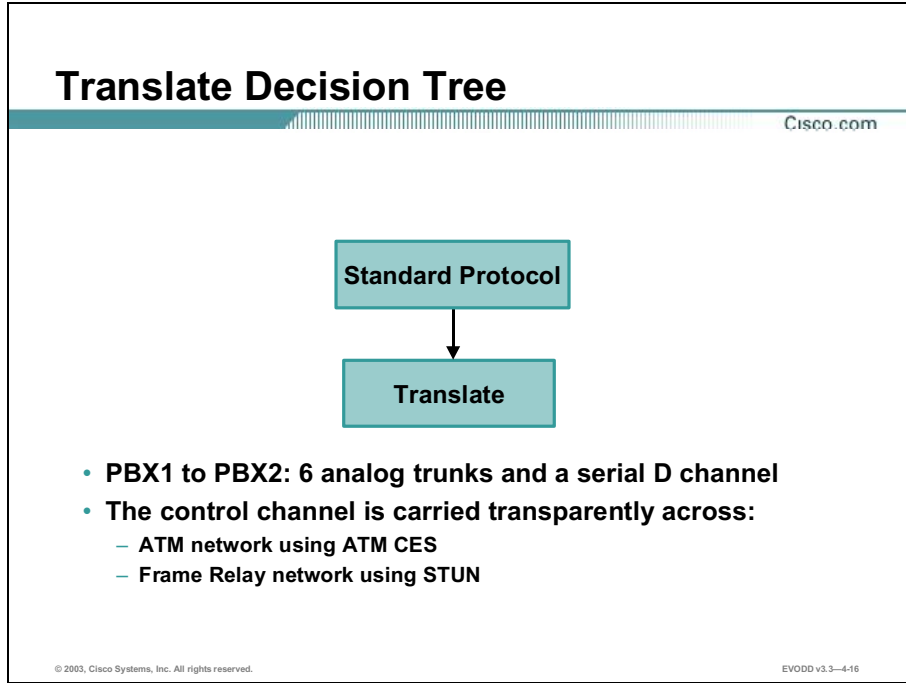 Translate Decision Tree
Cisco.com
Standard Protocol
Translate
• PBX1 to PBX2: 6 analog trunks and a serial D channel
• The control channel is carried transparently across:
– ATM network using ATM CES
– Frame Relay network using STUN
© 2003, Cisco Systems, Inc. All rights reserved.
EVODD v3.3—4-16